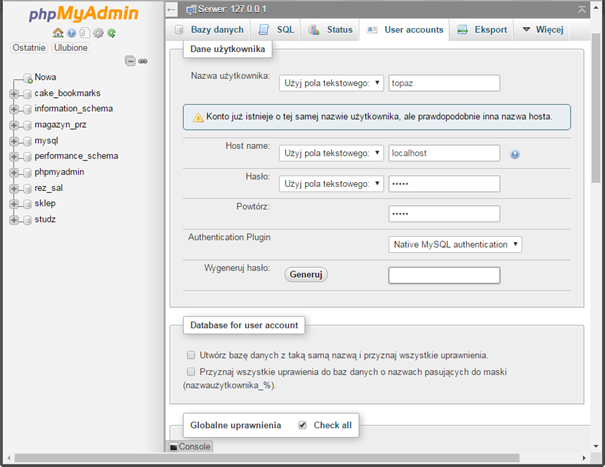 phpMyAdmin
Ostatnie Ulubione
Nowa
cake_bookmarks
information_schema
magazyn_prz
mysql
performance_schema
phpmyadmin
rez_sal
sklep
studz
Serwer: 127.0.0.1
Bazy danych SQL Status User accounts Eksport Więcej
Dane użytkownika
Nazwa użytkownika: Użyj pola tekstowego: topaz
Konto już istnieje o tej samej nazwie użytkownika, ale prawdopodobnie inna nazwa hosta.
Host name: Użyj pola tekstowego: localhost
Hasło: Użyj pola tekstowego: •••••
Powtórz: •••••
Authentication Plugin Native MySQL authentication
Wygeneruj hasło: Generuj
Database for user account
Utwórz bazę danych z taką samą nazwą i przyznaj wszystkie uprawnienia.
Przyznaj wszystkie uprawienia do baz danych o nazwach pasujących do maski
(nazwaużytkownika_%).
Globalne uprawnienia Check all
Console